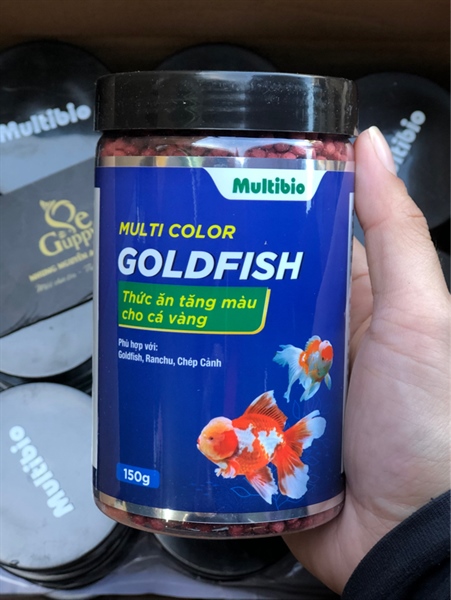 Multibio
MULTI COLOR
GOLDFISH
Thức ăn tăng màu
cho cá vàng
Phù hợp với:
Goldfish, Ranchu, Chép Cảnh
150g
Multibio
Multibio
Guppy
Multibio